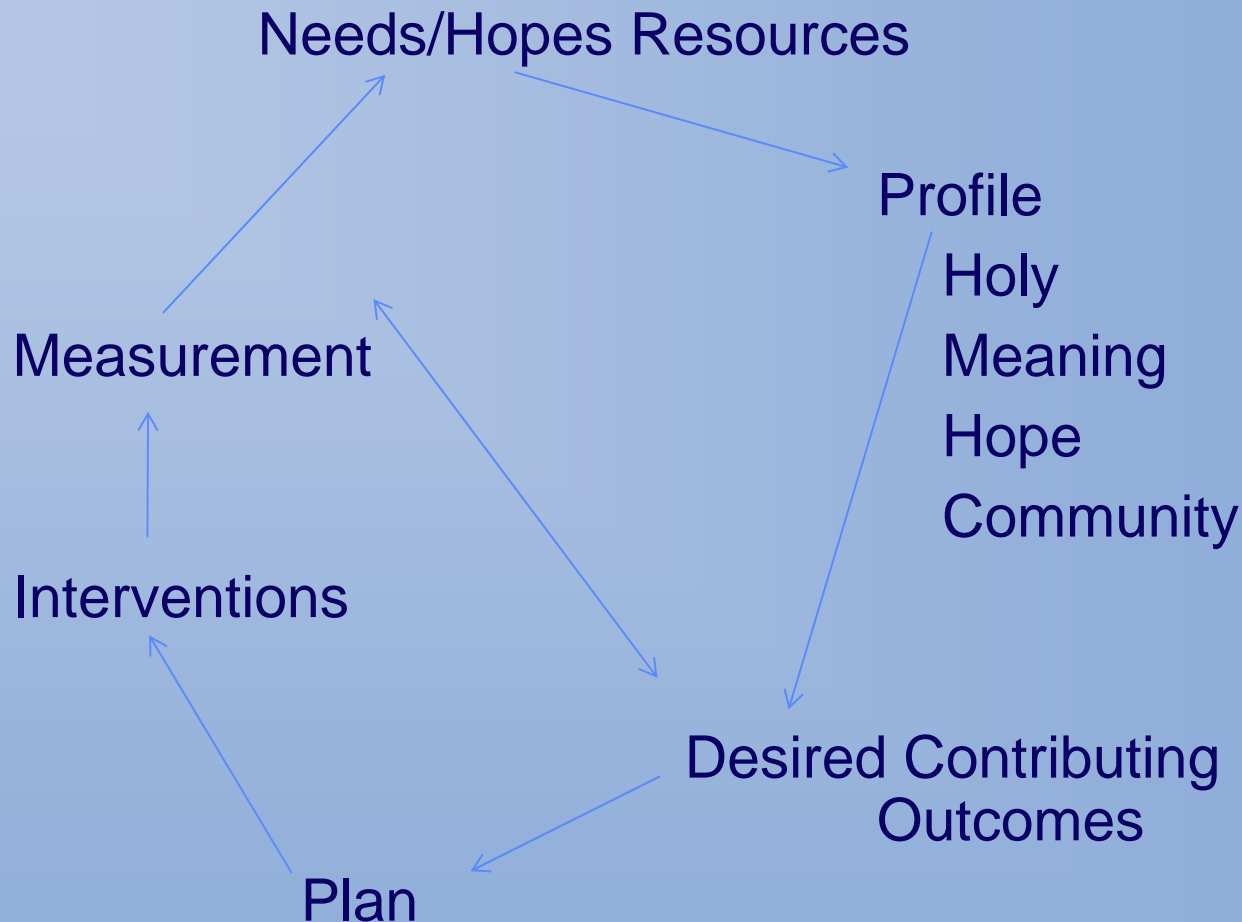 Needs/Hopes Resources
Profile
Holy
Meaning
Hope
Community
Measurement
Interventions
Desired Contributing
Outcomes
Plan